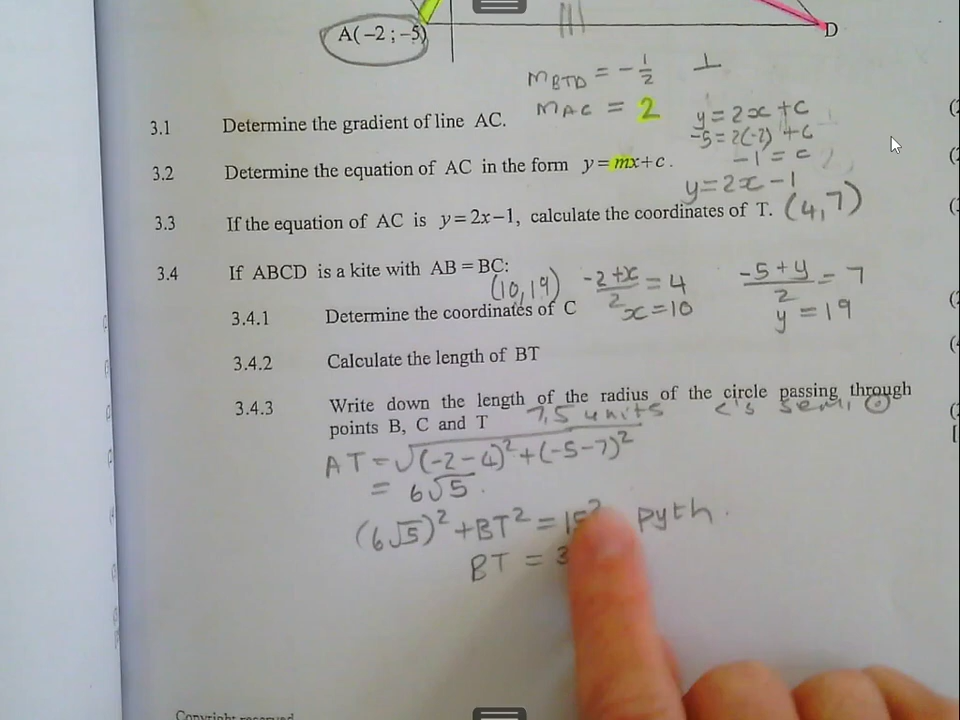 A(−2 ; −5)
D
m BTD = −1/2 ⊥
m AC = 2
3.1 Determine the gradient of line AC.
y = 2x + c
-5 = 2(-2) + c
-1 = c
3.2 Determine the equation of AC in the form y = mx + c .
y = 2x − 1
3.3 If the equation of AC is y = 2x−1, calculate the coordinates of T. (4,7)
3.4 If ABCD is a kite with AB = BC:
(10,19) (-2+x)/2 = 4 (-5+y)/2 = 7
3.4.1 Determine the coordinates of C x = 10 y = 19
3.4.2 Calculate the length of BT
3.4.3 Write down the length of the radius of the circle passing through
7,5 units
points B, C and T
AT = √(-2-4)² + (-5-7)²
= 6√5.
(6√5)² + BT² = 15² pyth.
BT = 3
Copyright reserved